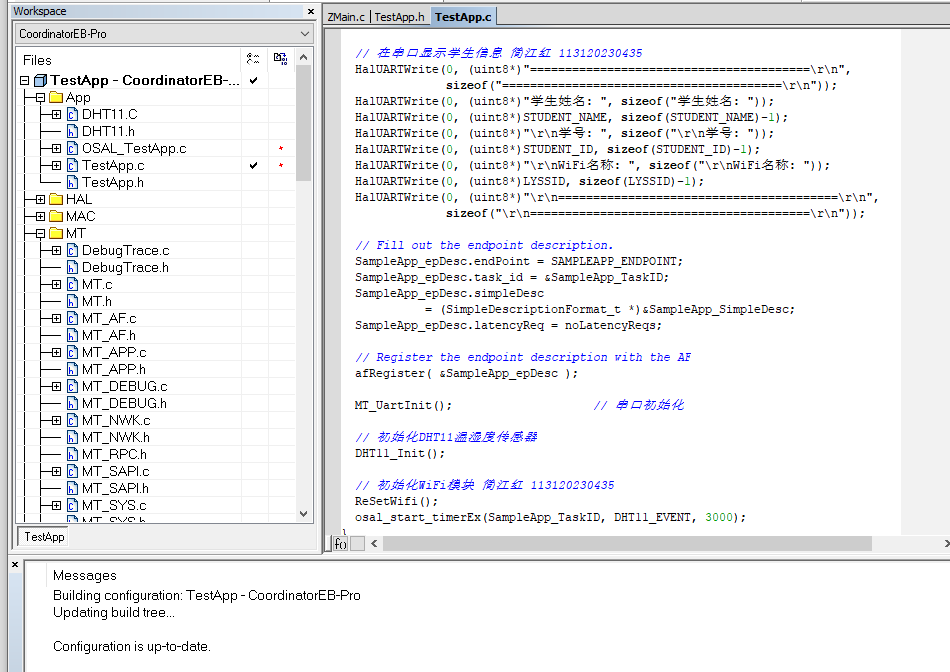 Workspace
CoordinatorEB-Pro
Files
TestApp - CoordinatorEB-...
App
DHT11.C
DHT11.h
OSAL_TestApp.c
TestApp.c
TestApp.h
HAL
MAC
MT
DebugTrace.c
DebugTrace.h
MT.c
MT.h
MT_AF.c
MT_AF.h
MT_APP.c
MT_APP.h
MT_DEBUG.c
MT_DEBUG.h
MT_NWK.c
MT_NWK.h
MT_RPC.h
MT_SAPI.c
MT_SAPI.h
MT_SYS.c
MT_SYS.h
TestApp
ZMain.c | TestApp.h TestApp.c
// 在串口显示学生信息 简江红 113120230435
HalUARTWrite(0, (uint8*)"========================================\r\n",
sizeof("========================================\r\n"));
HalUARTWrite(0, (uint8*)"学生姓名: ", sizeof("学生姓名: "));
HalUARTWrite(0, (uint8*)STUDENT_NAME, sizeof(STUDENT_NAME)-1);
HalUARTWrite(0, (uint8*)"\r\n学号: ", sizeof("\r\n学号: "));
HalUARTWrite(0, (uint8*)STUDENT_ID, sizeof(STUDENT_ID)-1);
HalUARTWrite(0, (uint8*)"\r\nWiFi名称: ", sizeof("\r\nWiFi名称: "));
HalUARTWrite(0, (uint8*)LYSSID, sizeof(LYSSID)-1);
HalUARTWrite(0, (uint8*)"\r\n========================================\r\n",
sizeof("\r\n========================================\r\n"));
// Fill out the endpoint description.
SampleApp_epDesc.endPoint = SAMPLEAPP_ENDPOINT;
SampleApp_epDesc.task_id = &SampleApp_TaskID;
SampleApp_epDesc.simpleDesc
= (SimpleDescriptionFormat_t *)&SampleApp_SimpleDesc;
SampleApp_epDesc.latencyReq = noLatencyReqs;
// Register the endpoint description with the AF
afRegister( &SampleApp_epDesc );
MT_UartInit(); // 串口初始化
// 初始化DHT11温湿度传感器
DHT11_Init();
// 初始化WiFi模块 简江红 113120230435
ReSetWifi();
osal_start_timerEx(SampleApp_TaskID, DHT11_EVENT, 3000);
}
f()
Messages
Building configuration: TestApp - CoordinatorEB-Pro
Updating build tree...
Configuration is up-to-date.